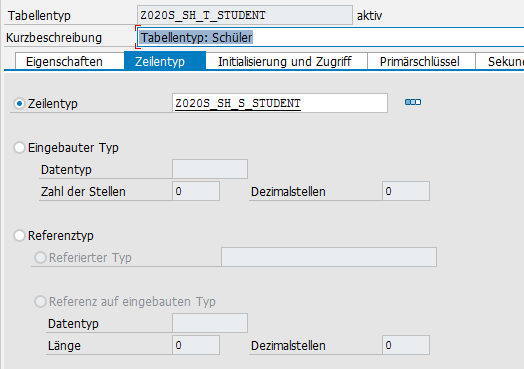 Tabellentyp Z020S_SH_T_STUDENT aktiv
Kurzbeschreibung Tabellentyp: Schüler
Eigenschaften Zeilentyp Initialisierung und Zugriff Primärschlüssel Sekun
Zeilentyp Z020S_SH_S_STUDENT
Eingebauter Typ
Datentyp
Zahl der Stellen 0 Dezimalstellen 0
Referenztyp
Referierter Typ
Referenz auf eingebauten Typ
Datentyp
Länge 0 Dezimalstellen 0